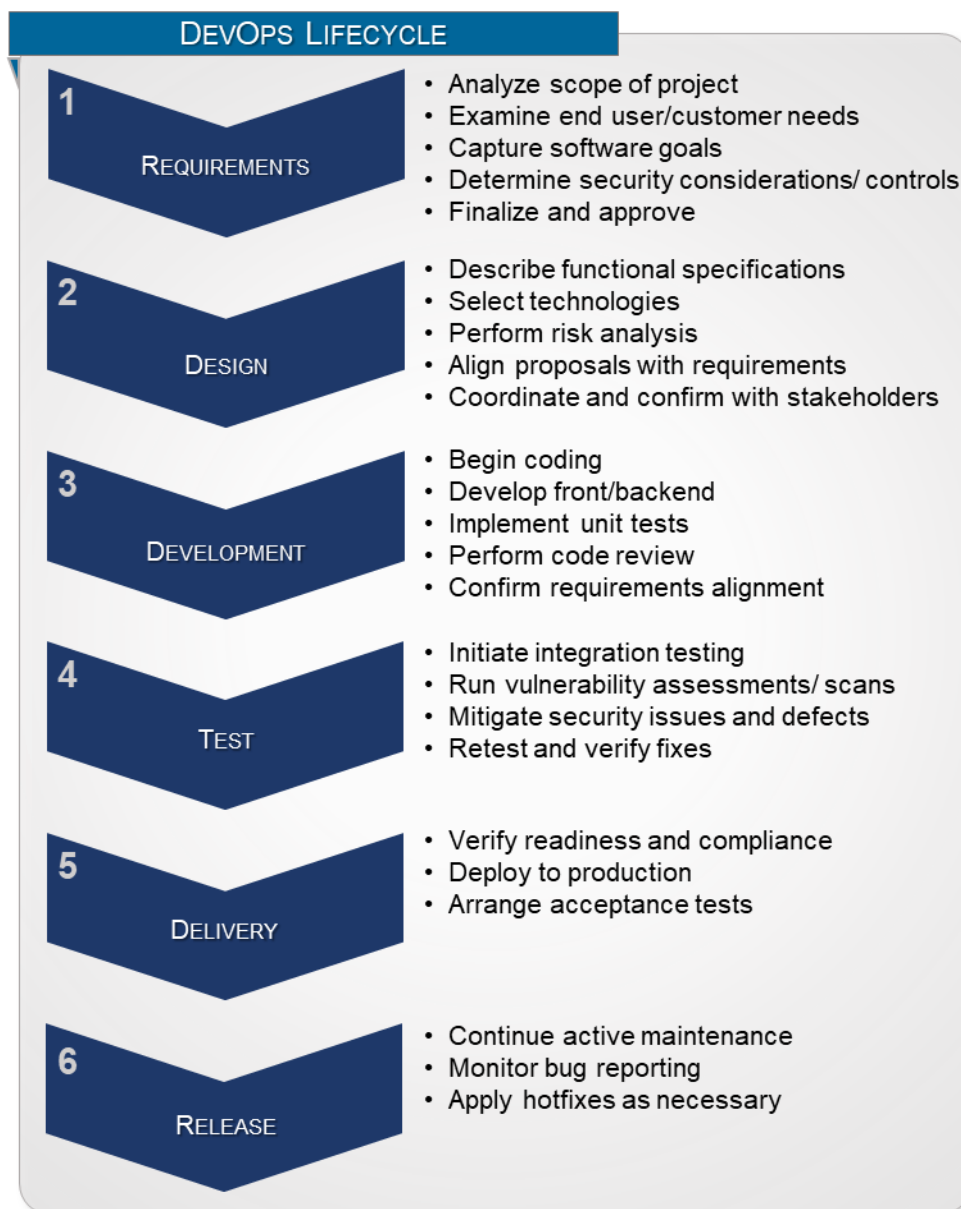 DEVOPS LIFECYCLE
1
REQUIREMENTS
• Analyze scope of project
• Examine end user/customer needs
• Capture software goals
• Determine security considerations/ controls
• Finalize and approve
2
DESIGN
• Describe functional specifications
• Select technologies
• Perform risk analysis
• Align proposals with requirements
• Coordinate and confirm with stakeholders
3
DEVELOPMENT
• Begin coding
• Develop front/backend
• Implement unit tests
• Perform code review
• Confirm requirements alignment
4
TEST
• Initiate integration testing
• Run vulnerability assessments/ scans
• Mitigate security issues and defects
• Retest and verify fixes
5
DELIVERY
• Verify readiness and compliance
• Deploy to production
• Arrange acceptance tests
6
RELEASE
• Continue active maintenance
• Monitor bug reporting
• Apply hotfixes as necessary